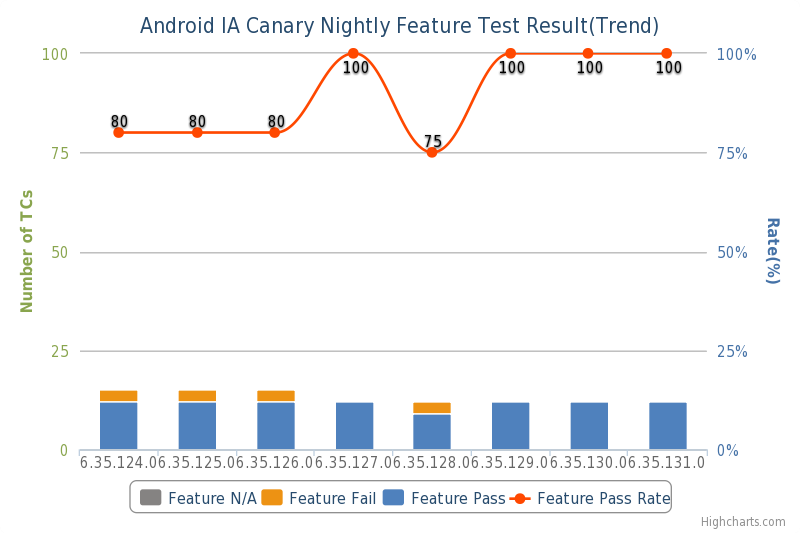 Android IA Canary Nightly Feature Test Result(Trend)
100 100%
80 80 80 100 75 100 100 100
75 75%
Number of TCs
Rate(%)
50 50%
25 25%
0 0%
6.35.124.0 6.35.125.0 6.35.126.0 6.35.127.0 6.35.128.0 6.35.129.0 6.35.130.0 6.35.131.0
Feature N/A Feature Fail Feature Pass Feature Pass Rate
Highcharts.com